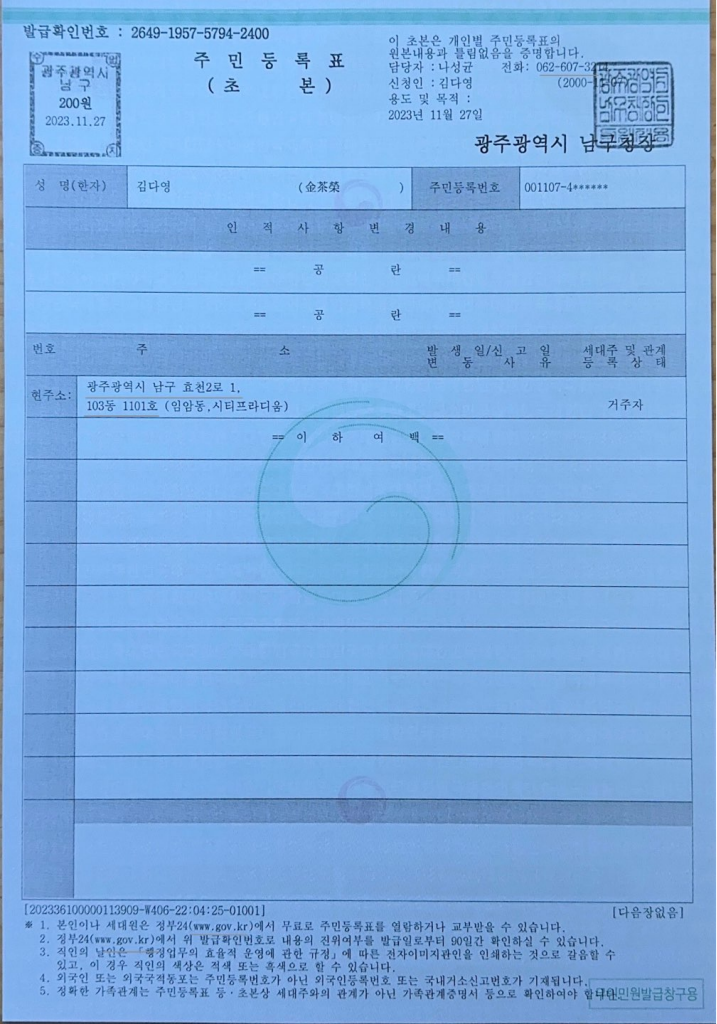 발급확인번호 : 2649-1957-5794-2400
광주광역시
남 구
200원
2023.11.27
주 민 등 록 표
( 초 본 )
이 초본은 개인별 주민등록표의
원본내용과 틀림없음을 증명합니다.
담당자 : 나성균 전화: 062-607-
신청인 : 김다영 (2000-
용도 및 목적 :
2023년 11월 27일
광주광역시 남구청장
성 명(한자) 김다영 (金茶榮 ) 주민등록번호 001107-4******
인 적 사 항 변 경 내 용
== 공 란 ==
== 공 란 ==
번호 주 소 발 생 일/신 고 일 세대주 및 관계
변 동 사 유 등 록 상 태
현주소: 광주광역시 남구 효천2로 1,
103동 1101호 (임암동,시티프라디움) 거주자
== 이 하 여 백 ==
[202336100000113909-W406-22:04:25-01001] [다음장없음]
※ 1. 본인이나 세대원은 정부24(www.gov.kr)에서 무료로 주민등록표를 열람하거나 교부받을 수 있습니다.
2. 정부24(www.gov.kr)에서 위 발급확인번호로 내용의 진위여부를 발급일로부터 90일간 확인하실 수 있습니다.
3. 직인의 날인은 「행정업무의 효율적 운영에 관한 규정」에 따른 전자이미지관인을 인쇄하는 것으로 갈음할 수
있고, 이 경우 직인의 색상은 적색 또는 흑색으로 할 수 있습니다.
4. 외국인 또는 외국국적동포는 주민등록번호가 아닌 외국인등록번호 또는 국내거소신고번호가 기재됩니다.
5. 정확한 가족관계는 주민등록표 등·초본상 세대주와의 관계가 아닌 가족관계증명서 등으로 확인하여야 합니다.
무인민원발급창구용